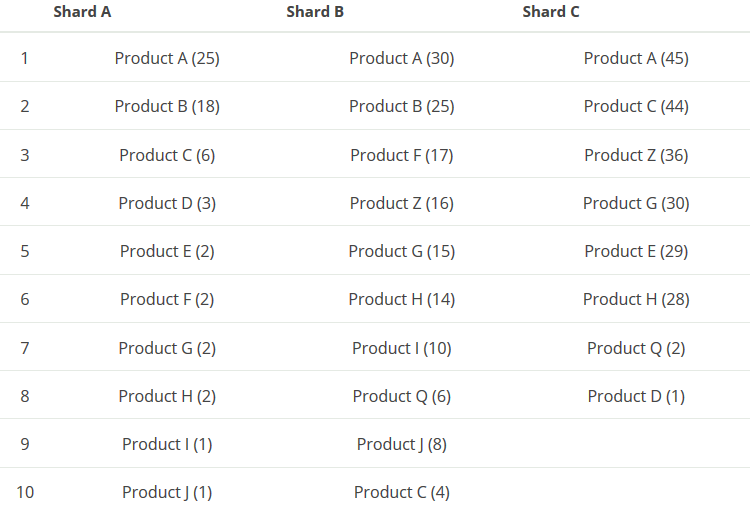 Shard A Shard B Shard C
1 Product A (25) Product A (30) Product A (45)
2 Product B (18) Product B (25) Product C (44)
3 Product C (6) Product F (17) Product Z (36)
4 Product D (3) Product Z (16) Product G (30)
5 Product E (2) Product G (15) Product E (29)
6 Product F (2) Product H (14) Product H (28)
7 Product G (2) Product I (10) Product Q (2)
8 Product H (2) Product Q (6) Product D (1)
9 Product I (1) Product J (8)
10 Product J (1) Product C (4)